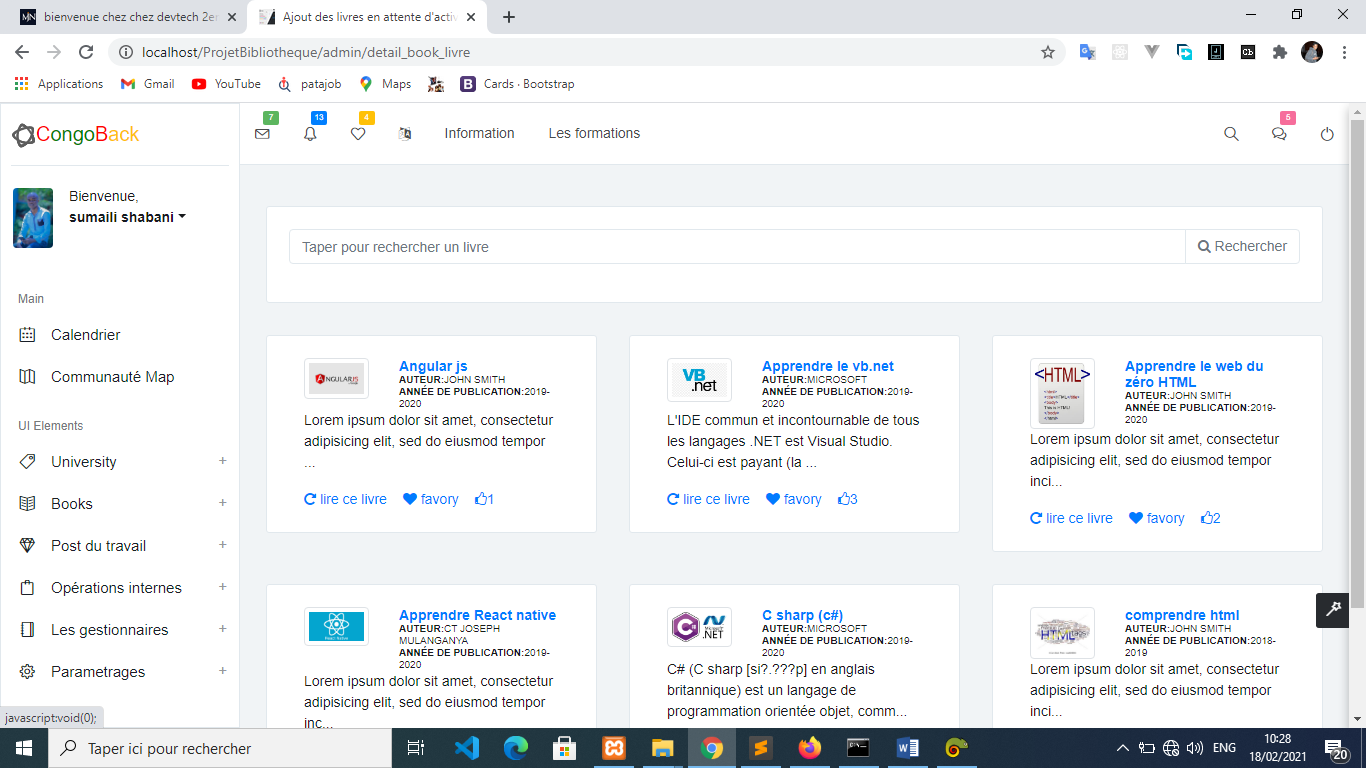 bienvenue chez chez devtech 2er
Ajout des livres en attente d'activ
localhost/ProjetBibliotheque/admin/detail_book_livre
Applications
Gmail
YouTube
patajob
Maps
Cards · Bootstrap
CongoBack
7
13
4
Information
Les formations
5
Bienvenue,
sumaili shabani
Main
Calendrier
Communauté Map
UI Elements
University +
Books +
Post du travail +
Opérations internes +
Les gestionnaires +
Parametrages +
javascript:void(0);
Taper pour rechercher un livre
Rechercher
ANGULARJS
Angular js
AUTEUR:JOHN SMITH
ANNÉE DE PUBLICATION:2019-
2020
Lorem ipsum dolor sit amet, consectetur
adipisicing elit, sed do eiusmod tempor
...
lire ce livre favory 1
VB
.net
Apprendre le vb.net
AUTEUR:MICROSOFT
ANNÉE DE PUBLICATION:2019-
2020
L'IDE commun et incontournable de tous
les langages .NET est Visual Studio.
Celui-ci est payant (la ...
lire ce livre favory 3
<HTML>
Apprendre le web du
zéro HTML
AUTEUR:JOHN SMITH
ANNÉE DE PUBLICATION:2019-
2020
Lorem ipsum dolor sit amet, consectetur
adipisicing elit, sed do eiusmod tempor
inci...
lire ce livre favory 2
React Native
Apprendre React native
AUTEUR:CT JOSEPH
MULANGANYA
ANNÉE DE PUBLICATION:2019-
2020
Lorem ipsum dolor sit amet, consectetur
adipisicing elit, sed do eiusmod tempor
inc...
C#
Microsoft
.NET
C sharp (c#)
AUTEUR:MICROSOFT
ANNÉE DE PUBLICATION:2019-
2020
C# (C sharp [si?.???p] en anglais
britannique) est un langage de
programmation orientée objet, comm...
HTML
comprendre html
AUTEUR:JOHN SMITH
ANNÉE DE PUBLICATION:2018-
2019
Lorem ipsum dolor sit amet, consectetur
adipisicing elit, sed do eiusmod tempor
inci...
Taper ici pour rechercher
ENG
10:28
18/02/2021
20